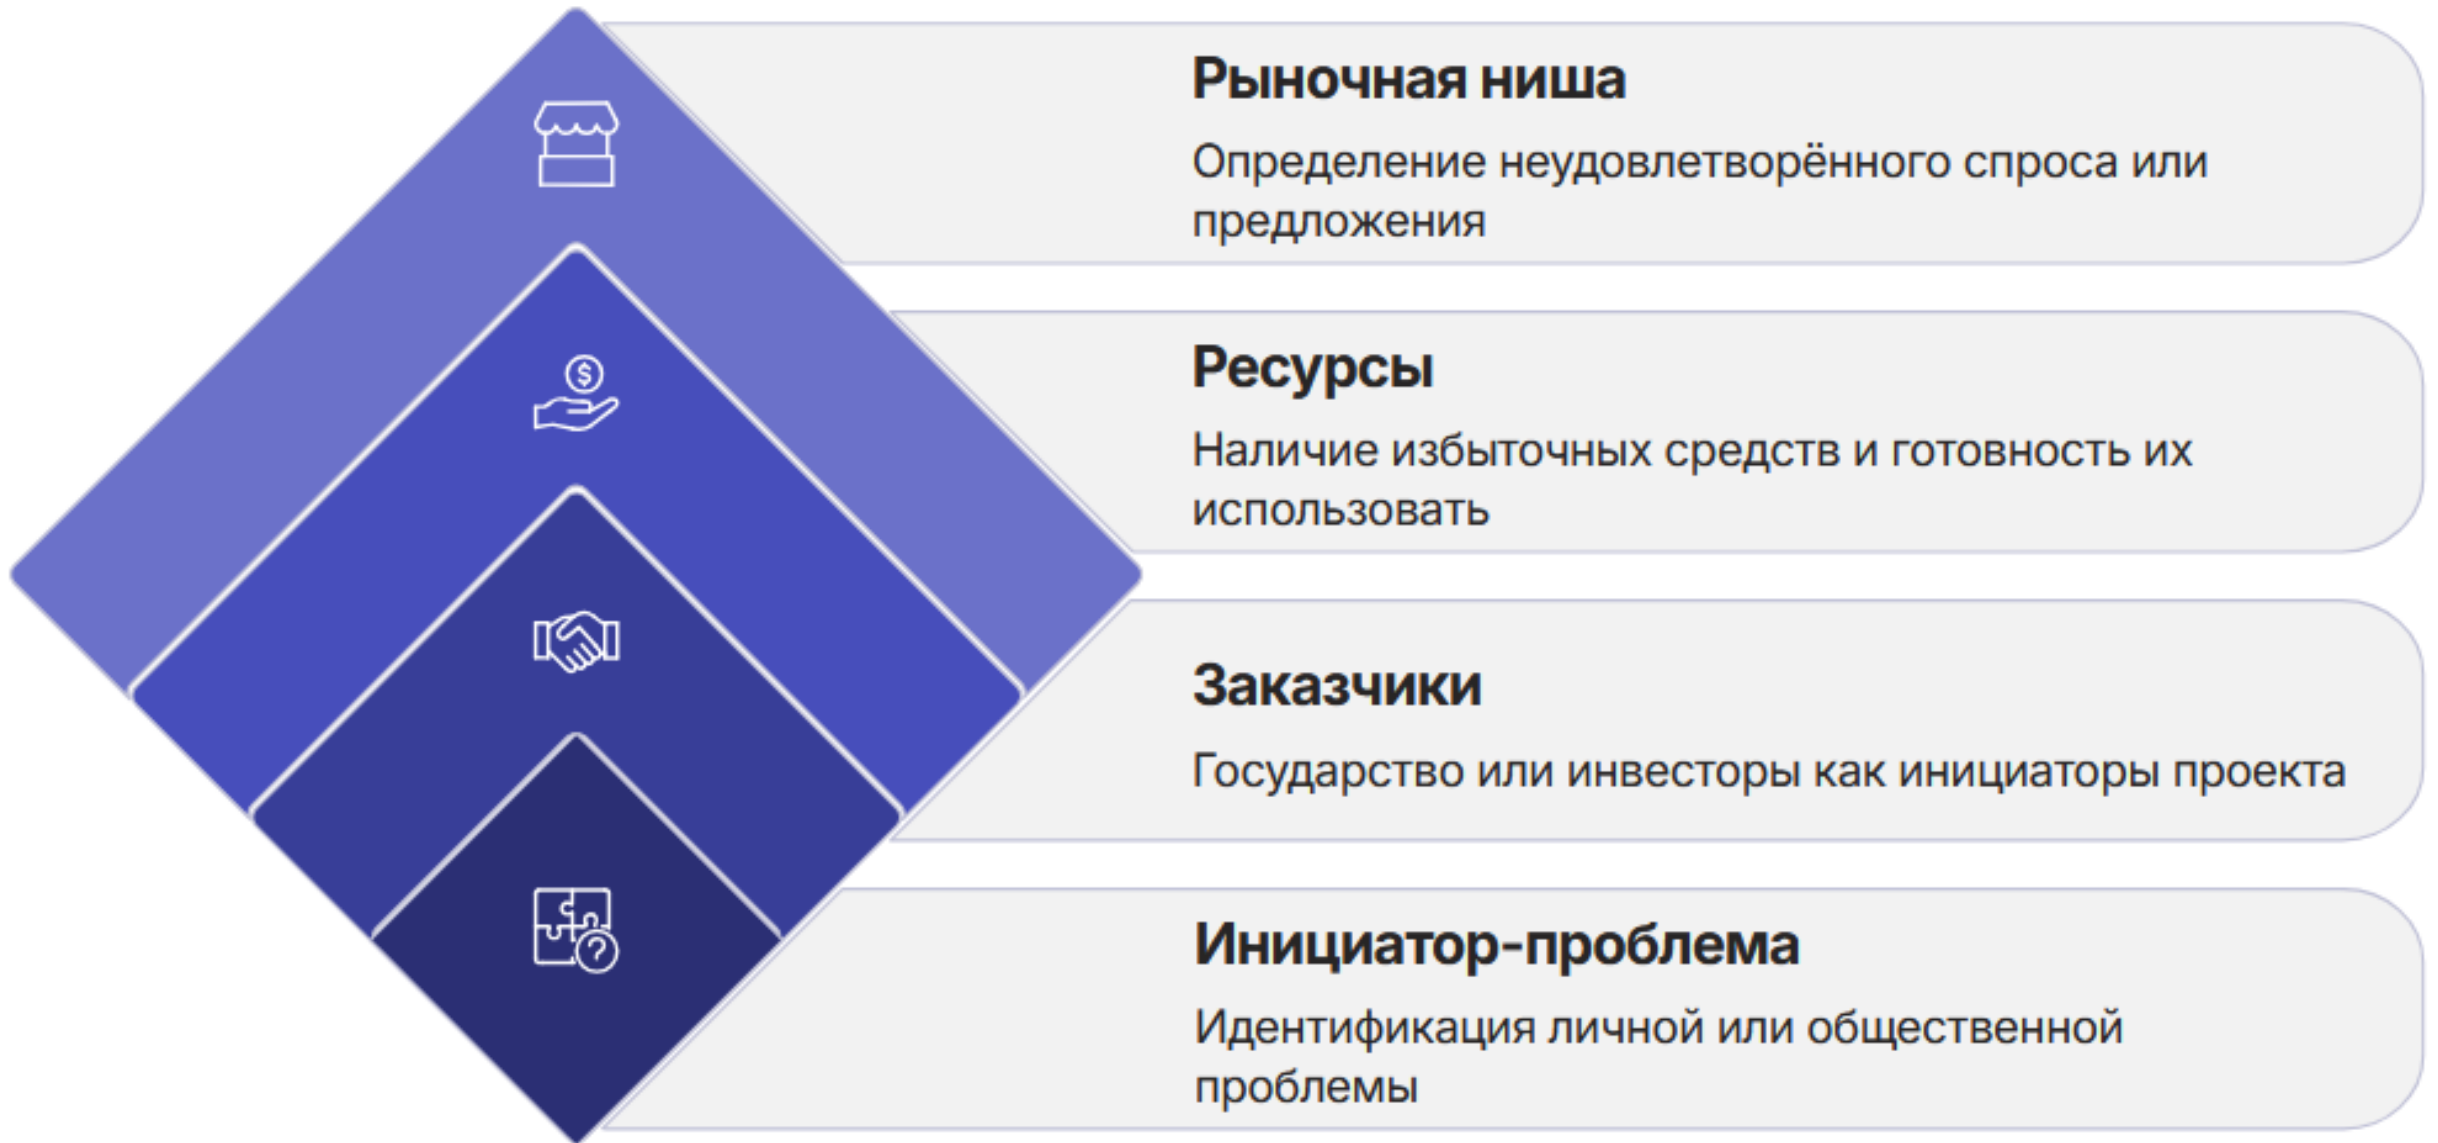 Рыночная ниша
Определение неудовлетворённого спроса или
предложения
$
Ресурсы
Наличие избыточных средств и готовность их
использовать
Заказчики
Государство или инвесторы как инициаторы проекта
?
Инициатор-проблема
Идентификация личной или общественной
проблемы